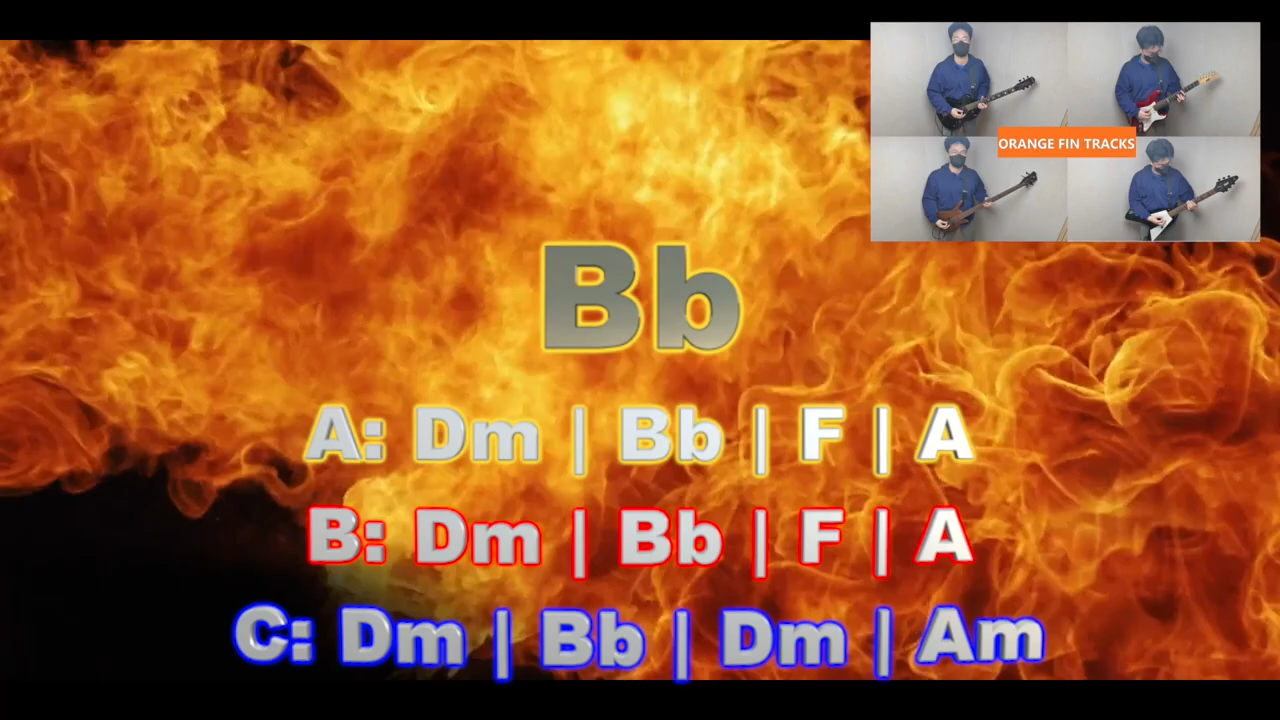 ORANGE FIN TRACKS
Bb
A: Dm | Bb | F | A
B: Dm | Bb | F | A
C: Dm | Bb | Dm | Am